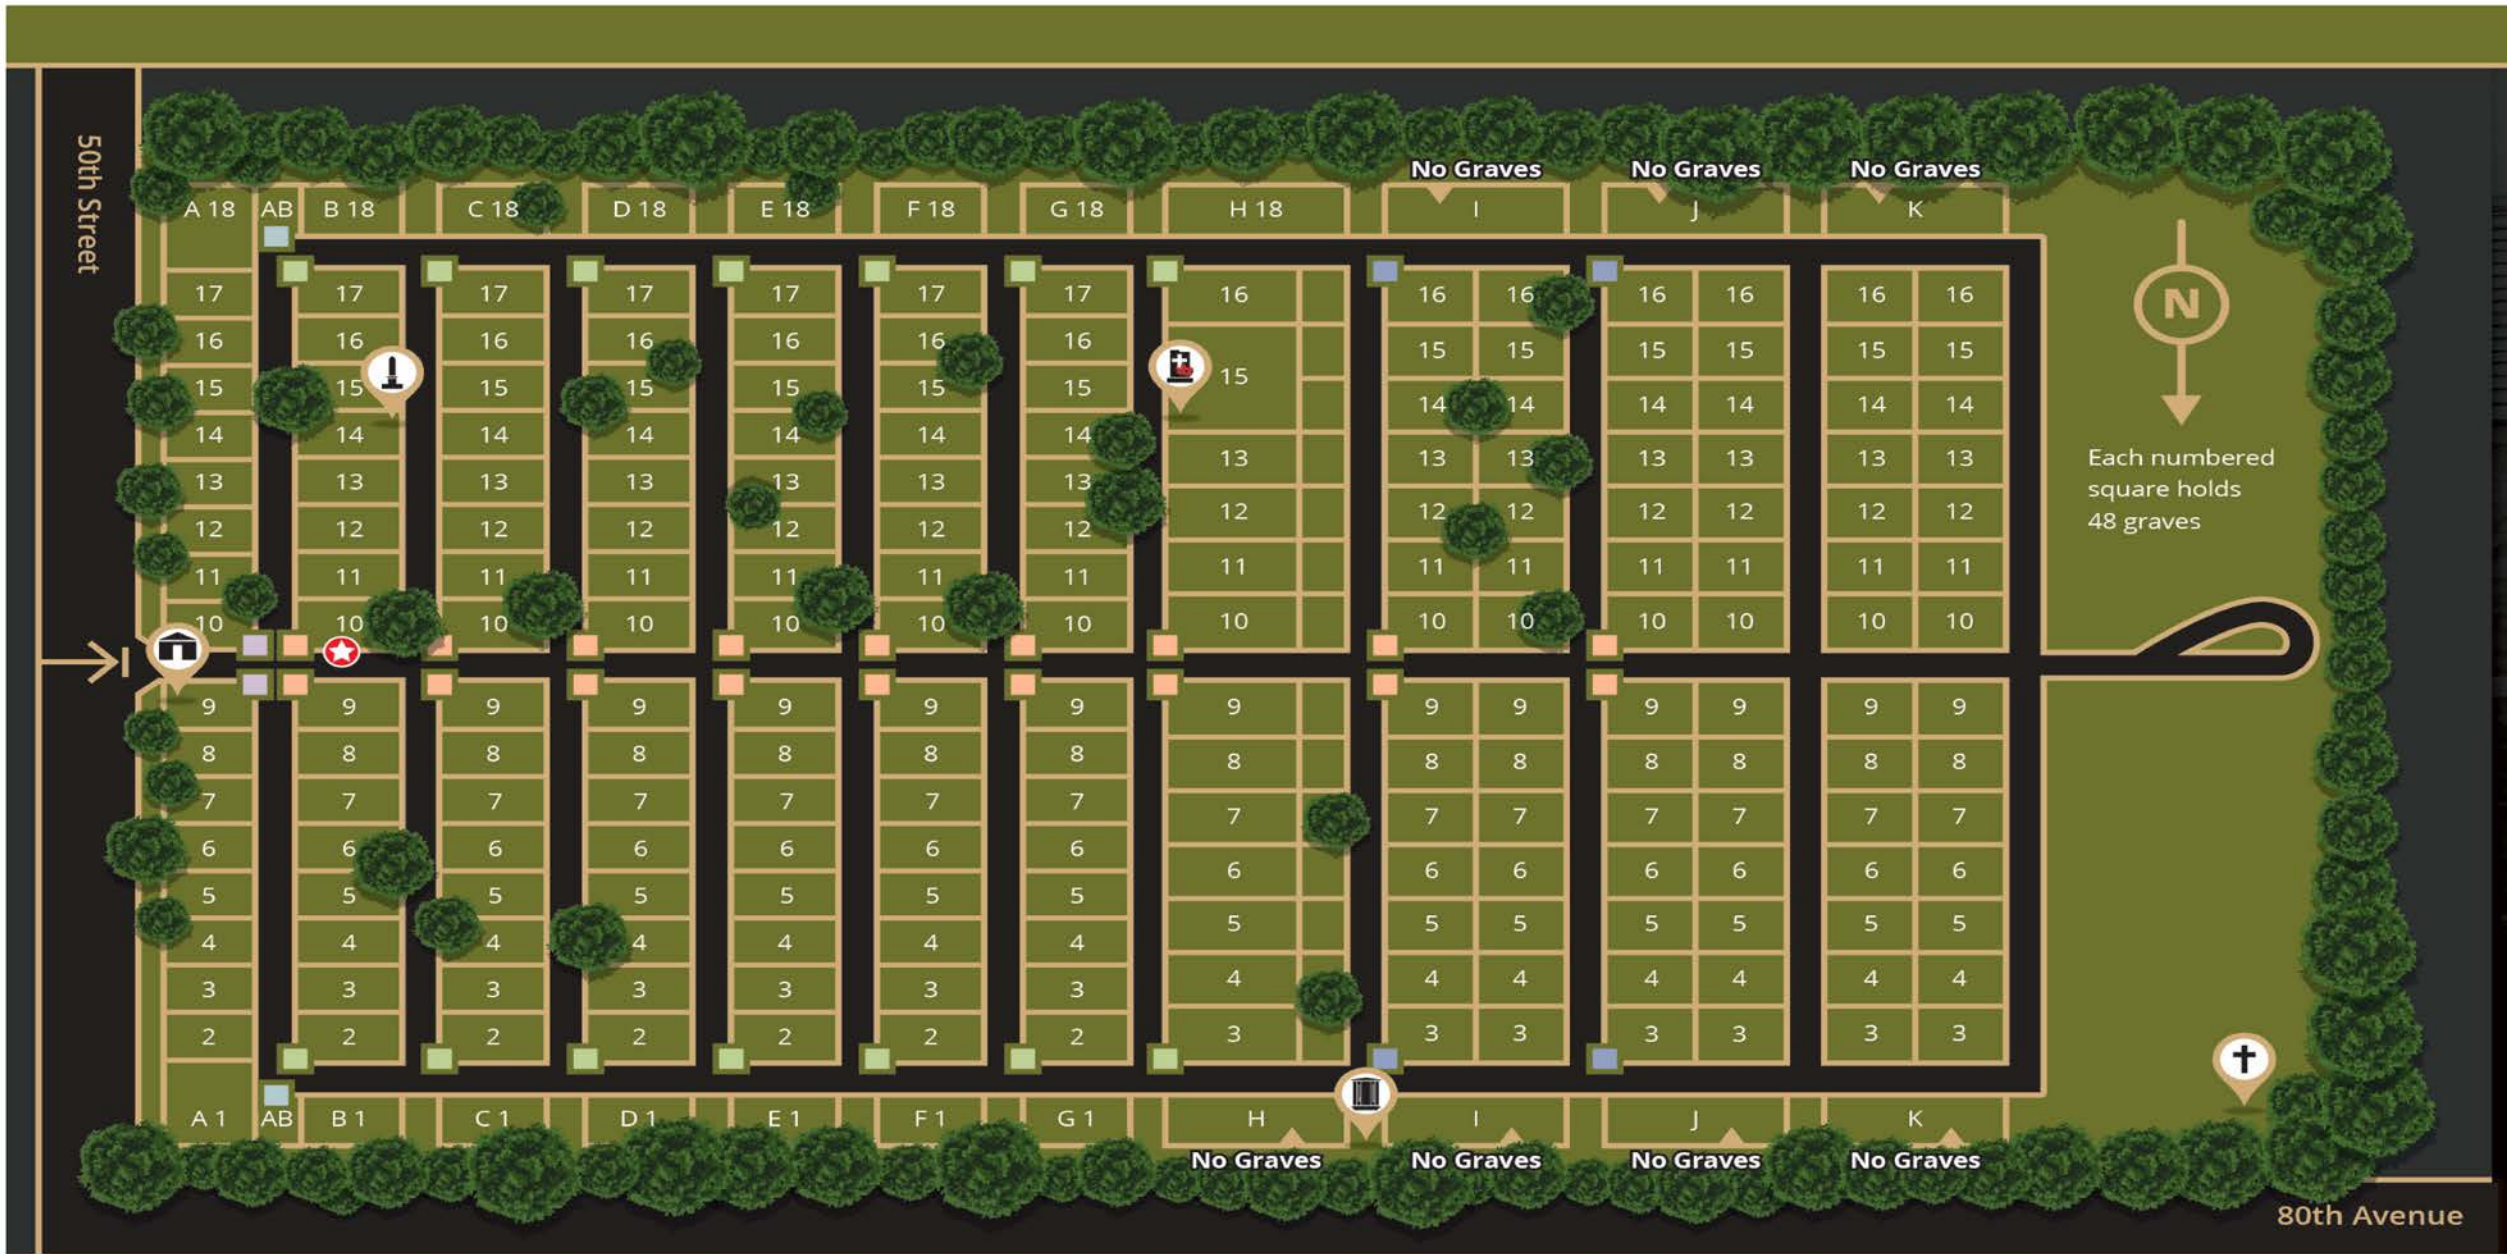 No Graves No Graves No Graves
50th Street
A 18 AB B 18 C 18 D 18 E 18 F 18 G 18 H 18 I J K
N
17 17 17 17 17 17 17 16 16 16 16 16 16 16
16 16 16 16 16 16 16 15 15 15 15 15 15
15 15 15 15 15 15 15 15 14 14 14 14 14 14
14 14 14 14 14 14 14 13 13 13 13 13 13 13
13 13 13 13 13 13 13 12 12 12 12 12 12 12
12 12 12 12 12 12 12
11 11 11 11 11 11 11 11 11 11 11 11 11 11
10 10 10 10 10 10 10 10 10 10 10 10 10 10
Each numbered
square holds
48 graves
9 9 9 9 9 9 9 9 9 9 9 9 9 9
8 8 8 8 8 8 8 8 8 8 8 8 8 8
7 7 7 7 7 7 7 7 7 7 7 7 7 7
6 6 6 6 6 6 6 6 6 6 6 6 6 6
5 5 5 5 5 5 5 5 5 5 5 5 5 5
4 4 4 4 4 4 4 4 4 4 4 4 4 4
3 3 3 3 3 3 3 3 3 3 3 3 3 3
2 2 2 2 2 2 2
A 1 AB B 1 C 1 D 1 E 1 F 1 G 1 H I J K
No Graves No Graves No Graves No Graves
80th Avenue